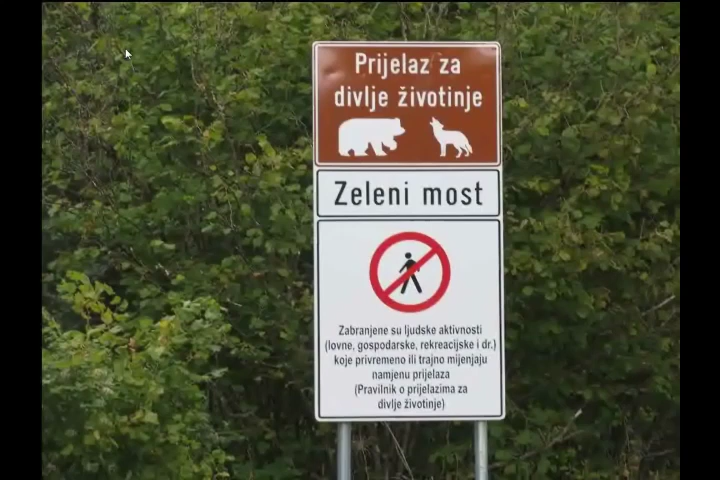 Prijelaz za
divlje životinje
Zeleni most
Zabranjene su ljudske aktivnosti
(lovne, gospodarske, rekreacijske i dr.)
koje privremeno ili trajno mijenjaju
namjenu prijelaza
(Pravilnik o prijelazima za
divlje životinje)